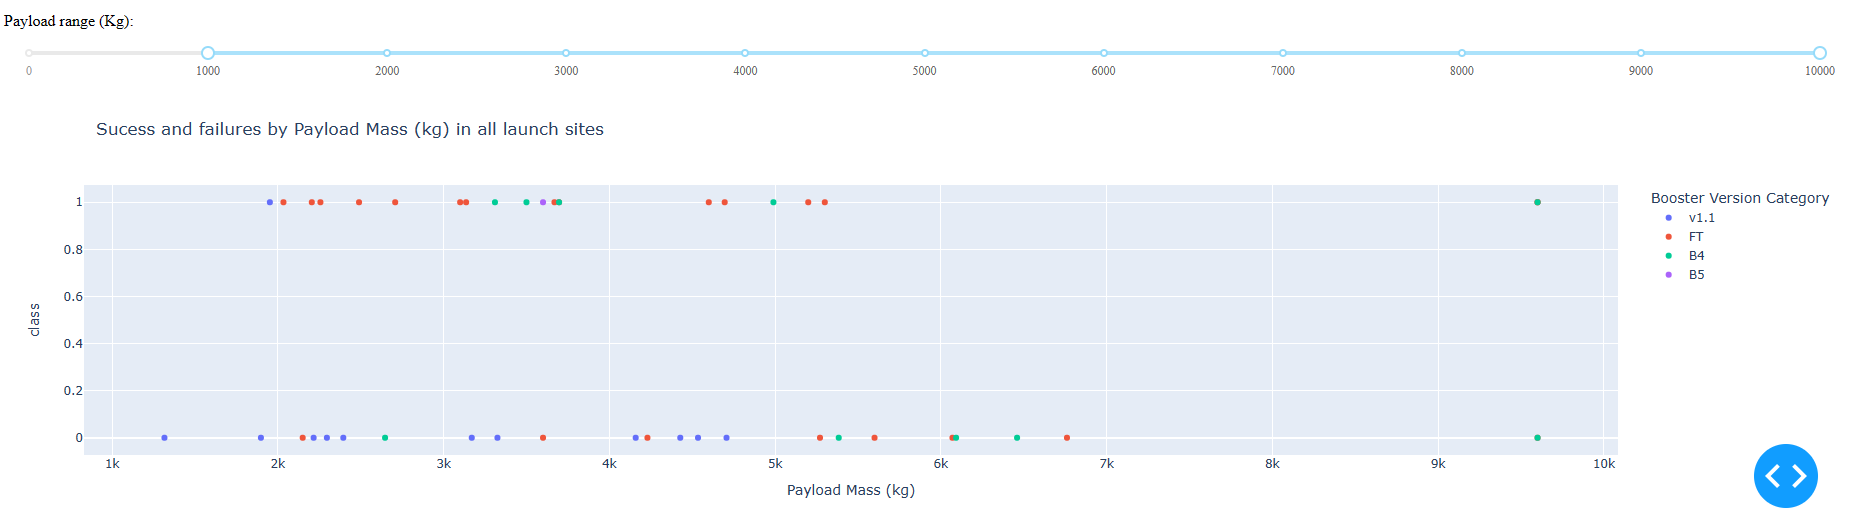 Payload range (Kg):
0 1000 2000 3000 4000 5000 6000 7000 8000 9000 10000
Sucess and failures by Payload Mass (kg) in all launch sites
1
0.8
0.6
0.4
0.2
0
class
1k 2k 3k 4k 5k 6k 7k 8k 9k 10k
Payload Mass (kg)
Booster Version Category
v1.1
FT
B4
B5